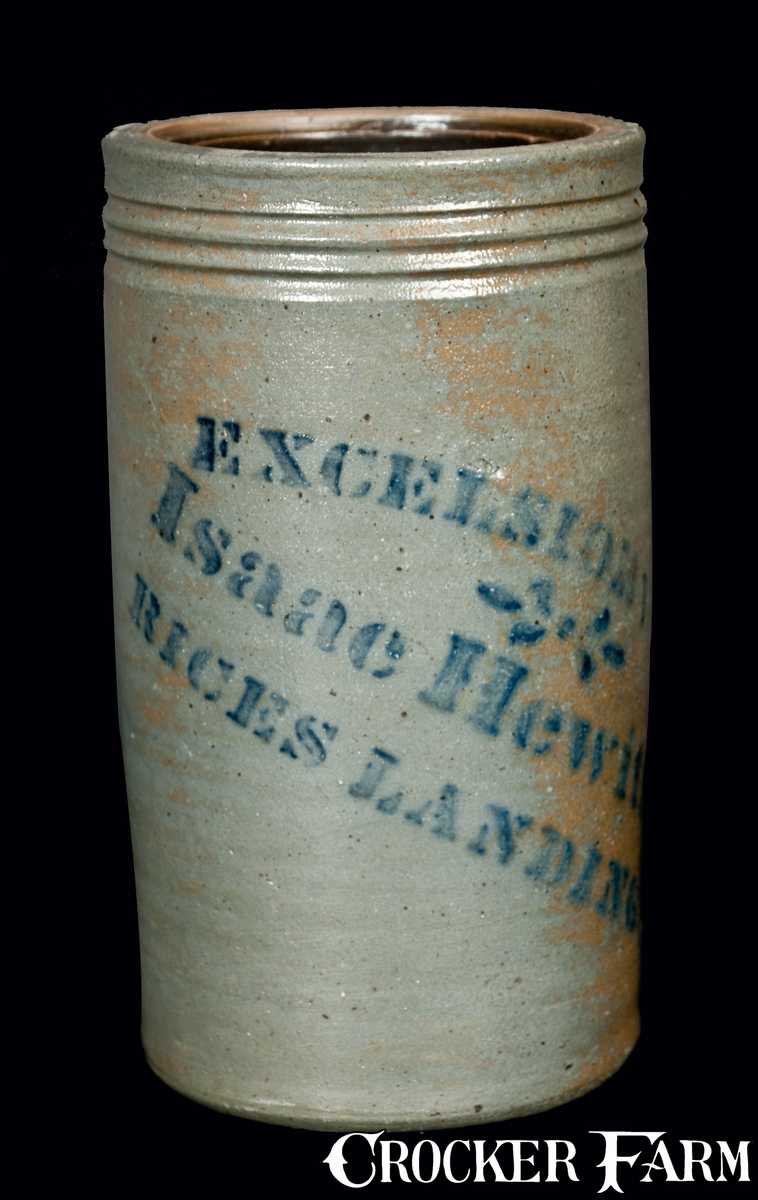 EXCELSIOR
Isaac Hewit
RICES LANDING
CROCKER FARM